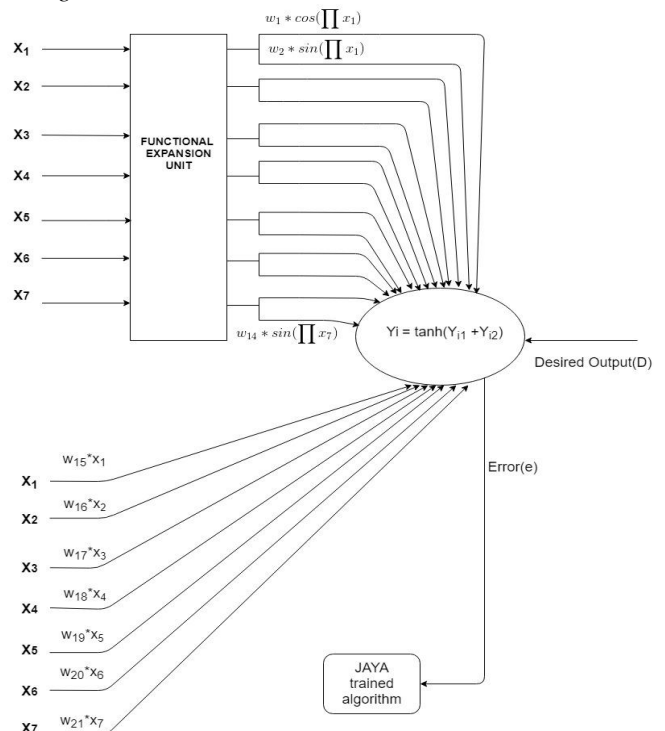 w₁ * cos(∏ x₁)
w₂ * sin(∏ x₁)
X₁
X₂
X₃
X₄
X₅
X₆
X₇
FUNCTIONAL
EXPANSION
UNIT
w₁₄ * sin(∏ x₇)
Yi = tanh(Yᵢ₁ +Yᵢ₂)
Desired Output(D)
Error(e)
w₁₅*x₁
X₁
w₁₆*x₂
X₂
w₁₇*x₃
X₃
w₁₈*x₄
X₄
w₁₉*x₅
X₅
w₂₀*x₆
X₆
w₂₁*x₇
X₇
JAYA
trained
algorithm